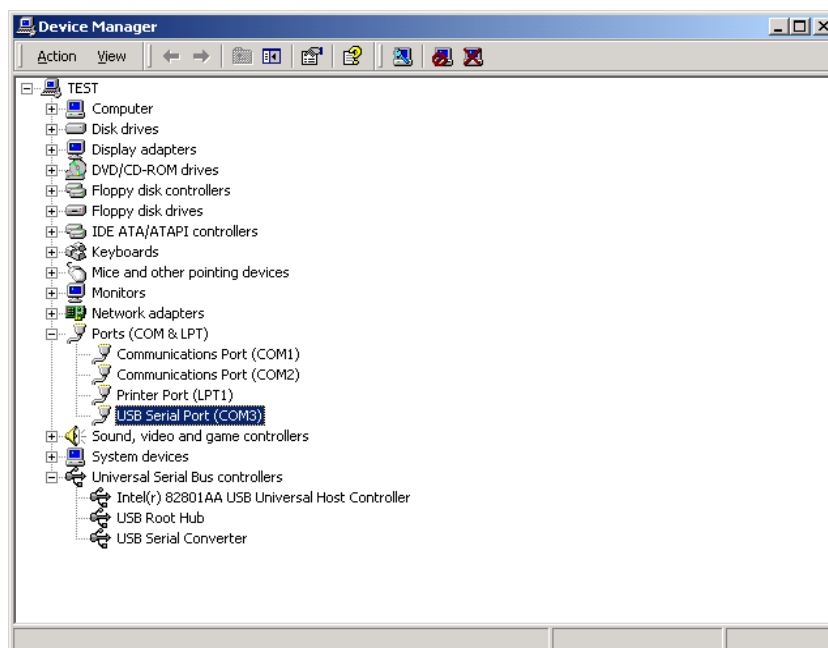 Device Manager
Action View
TEST
Computer
Disk drives
Display adapters
DVD/CD-ROM drives
Floppy disk controllers
Floppy disk drives
IDE ATA/ATAPI controllers
Keyboards
Mice and other pointing devices
Monitors
Network adapters
Ports (COM & LPT)
Communications Port (COM1)
Communications Port (COM2)
Printer Port (LPT1)
USB Serial Port (COM3)
Sound, video and game controllers
System devices
Universal Serial Bus controllers
Intel(r) 82801AA USB Universal Host Controller
USB Root Hub
USB Serial Converter